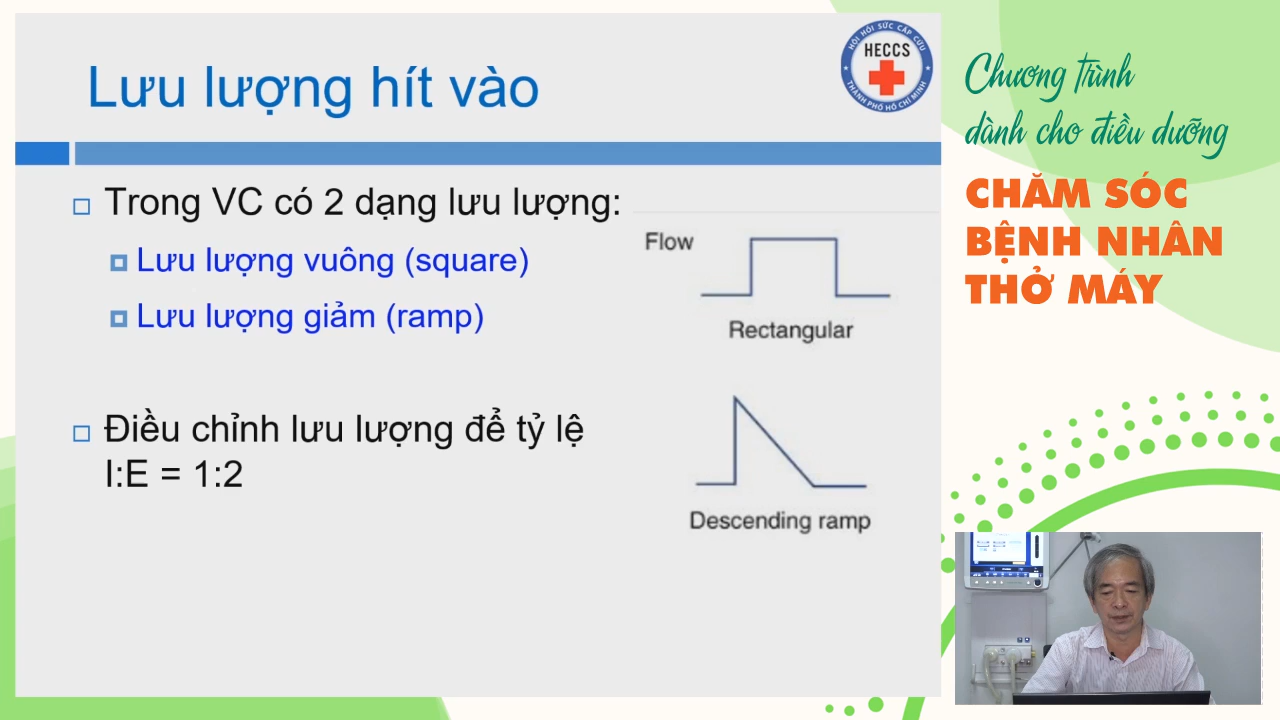 Lưu lượng hít vào
HỘI HỒI SỨC CẤP CỨU
HECCS
THÀNH PHỐ HỒ CHÍ MINH
Trong VC có 2 dạng lưu lượng:
Lưu lượng vuông (square)
Lưu lượng giảm (ramp)
Điều chỉnh lưu lượng để tỷ lệ
I:E = 1:2
Flow
Rectangular
Descending ramp
Chương trình
dành cho điều dưỡng
CHĂM SÓC
BỆNH NHÂN
THỞ MÁY